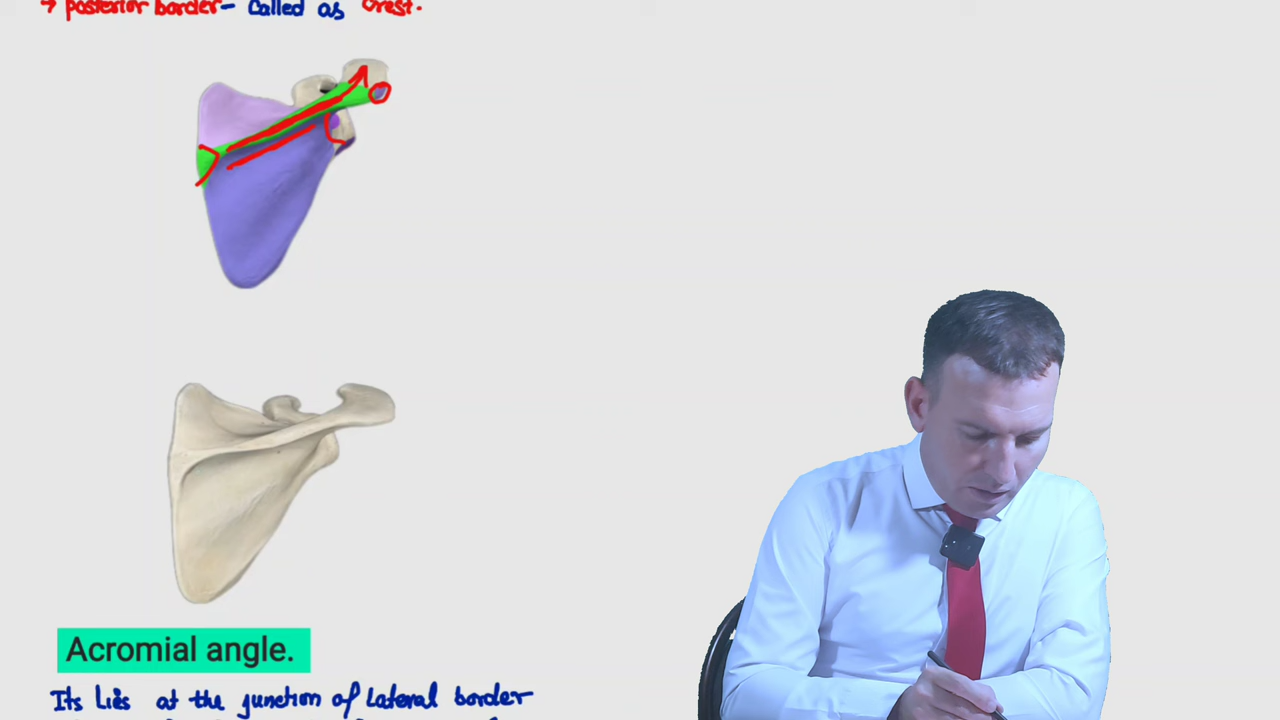 → Posterior border - Called as Crest.
Acromial angle.
Its lies at the junction of Lateral border